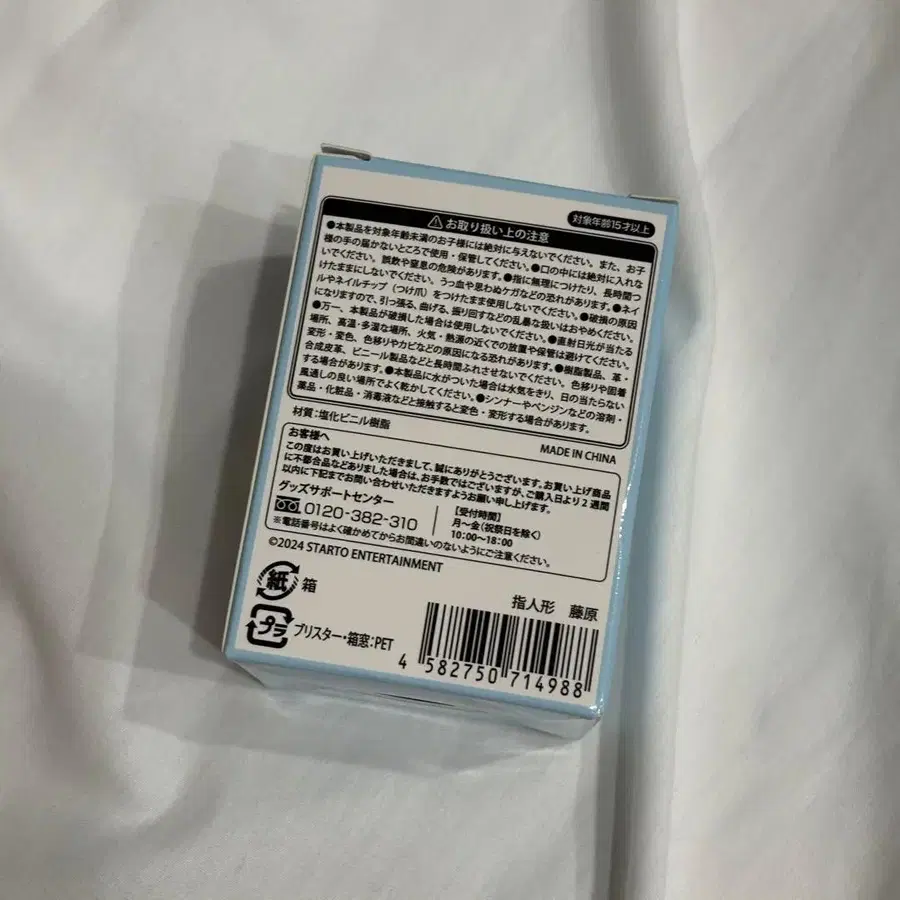 対象年齢15才以上
⚠お取り扱い上の注意
●本製品を対象年齢未満のお子様には絶対に与えないでください。また、お子
様の手の届かないところで使用・保管してください。●口の中には絶対に入れな
いでください。誤飲や窒息の危険があります。●指に無理につけたり、長時間つ
けたままにしないでください。うっ血や思わぬケガなどの恐れがあります。●ネイ
ルやネイルチップ（つけ爪）をつけたまま使用しないでください。●破損の原因
になりますので、引っ張る、曲げる、振り回すなどの乱暴な扱いはおやめください。
●万一、本製品が破損した場合は使用しないでください。●直射日光が当たる
場所、高温・多湿な場所、火気・熱源の近くでの放置や保管は避けてください。
変形・変色、色移りやカビなどの原因になる恐れがあります。●樹脂製品、革・
合成皮革、ビニール製品などと長時間ふれさせないでください。色移りや固着
する場合があります。●本製品に水がついた場合は水気をきり、日の当たらない
風通しの良い場所でよく乾かしてください。●シンナーやベンジンなどの溶剤・
薬品・化粧品・消毒液などと接触すると変色・変形する場合があります。
材質：塩化ビニル樹脂
MADE IN CHINA
お客様へ
この度はお買い上げいただきまして、誠にありがとうございます。お買い上げ商品
に不都合品などありました場合は、お手数ではございますが、ご購入日より2週間
以内に下記までお問い合わせいただきますようお願い申し上げます。
グッズサポートセンター
0120-382-310
【受付時間】
月〜金（祝祭日を除く）
10:00〜18:00
※電話番号はよく確かめてからお間違いのないようにご注意ください。
©2024 STARTO ENTERTAINMENT
紙 箱
指人形 藤原
プラ ブリスター・箱窓：PET
4 582750 714988